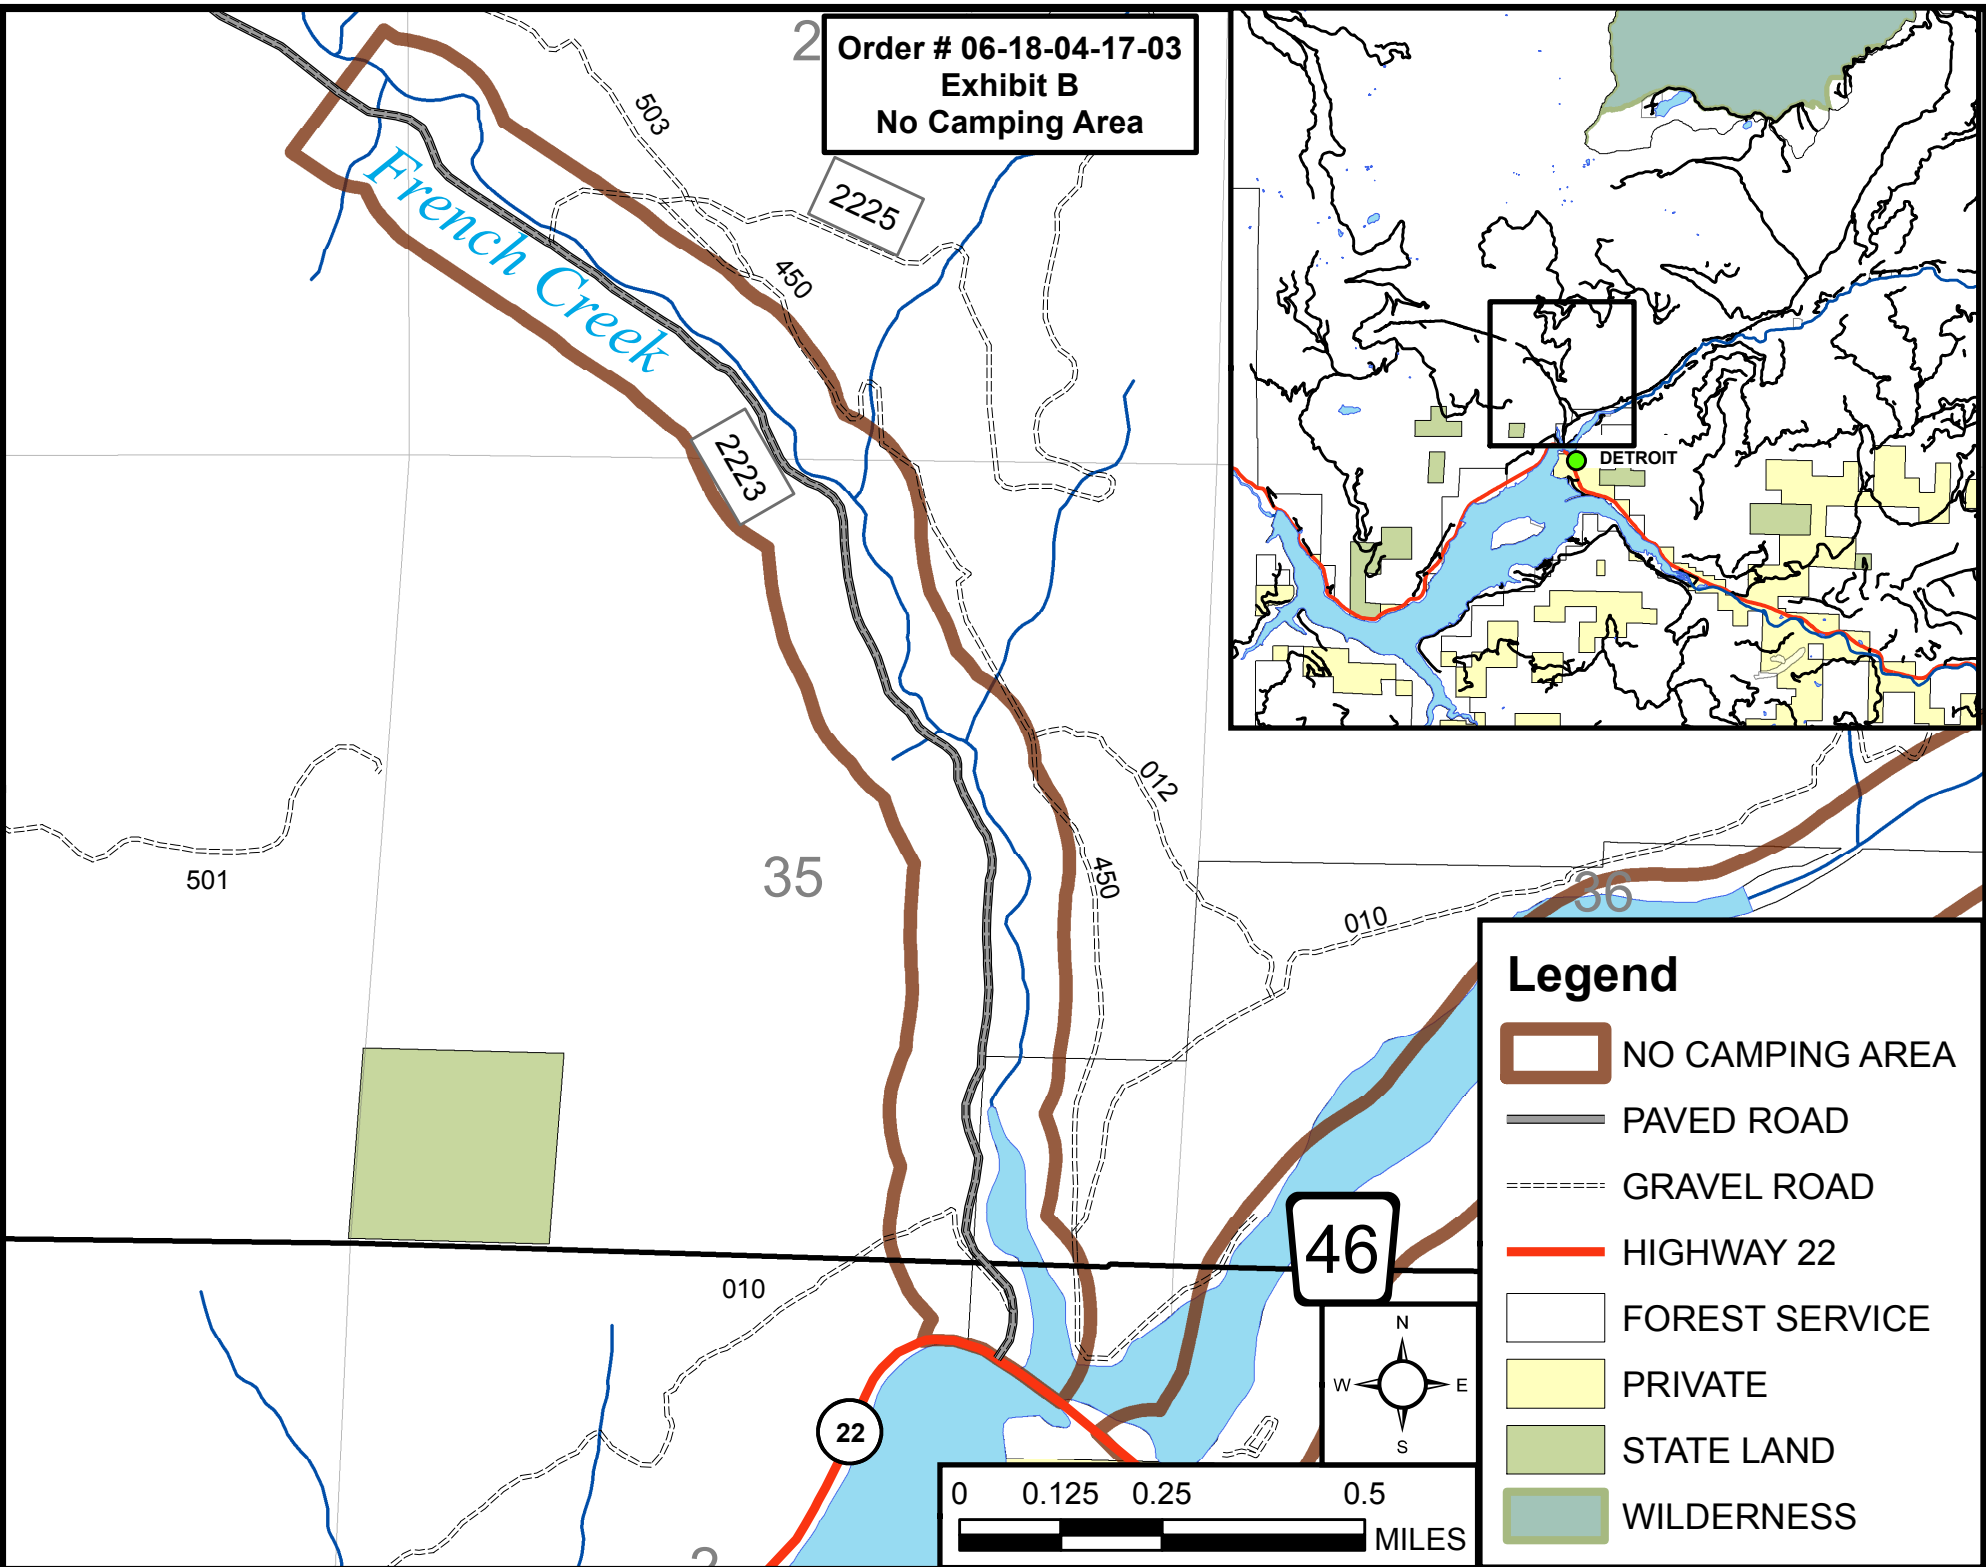 Order # 06-18-04-17-03
Exhibit B
No Camping Area
2
503
2225
French Creek
450
2223
DETROIT
012
501
35
450
36
010
Legend
NO CAMPING AREA
PAVED ROAD
GRAVEL ROAD
HIGHWAY 22
FOREST SERVICE
PRIVATE
STATE LAND
WILDERNESS
46
010
N
W E
S
22
0 0.125 0.25 0.5
MILES
2